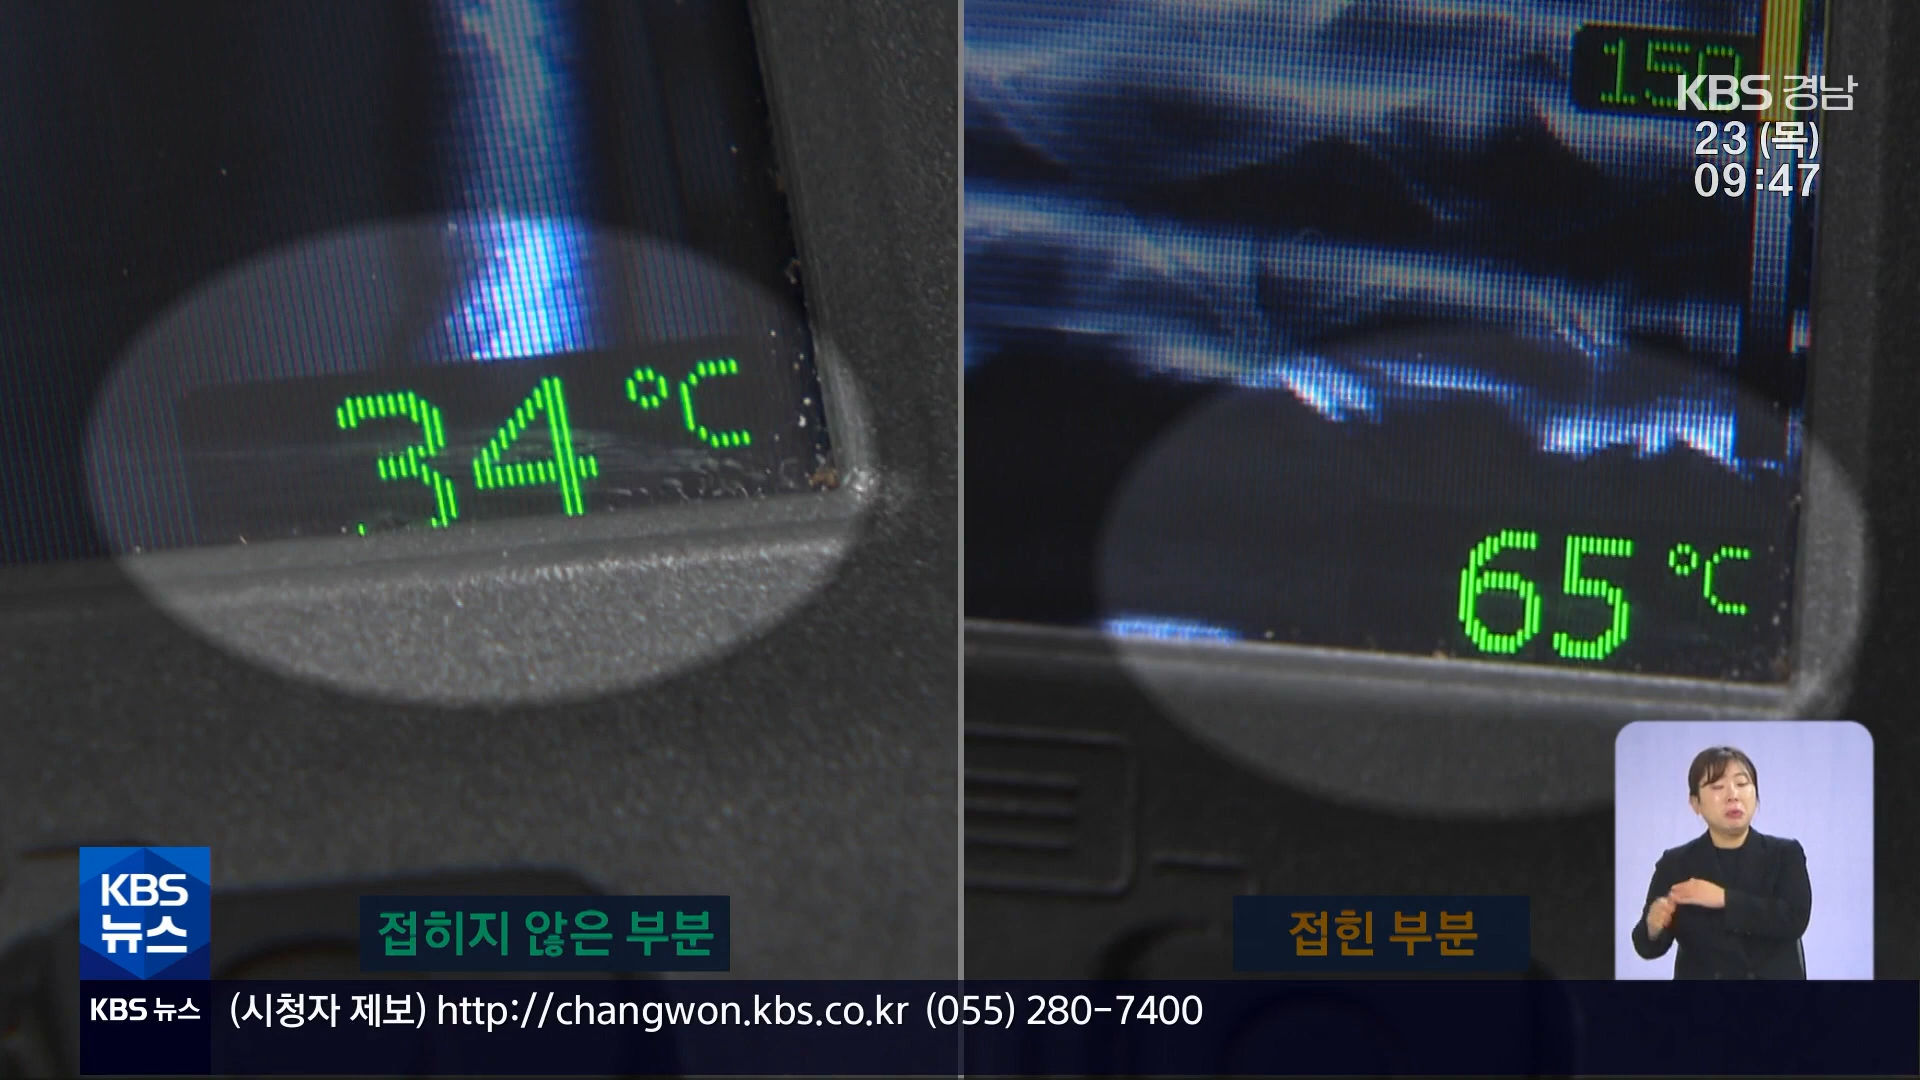 150
KBS 경남
23 (목)
09:47
34 °C
65 °C
접히지 않은 부분
접힌 부분
KBS
뉴스
KBS 뉴스
(시청자 제보) http://changwon.kbs.co.kr (055) 280-7400